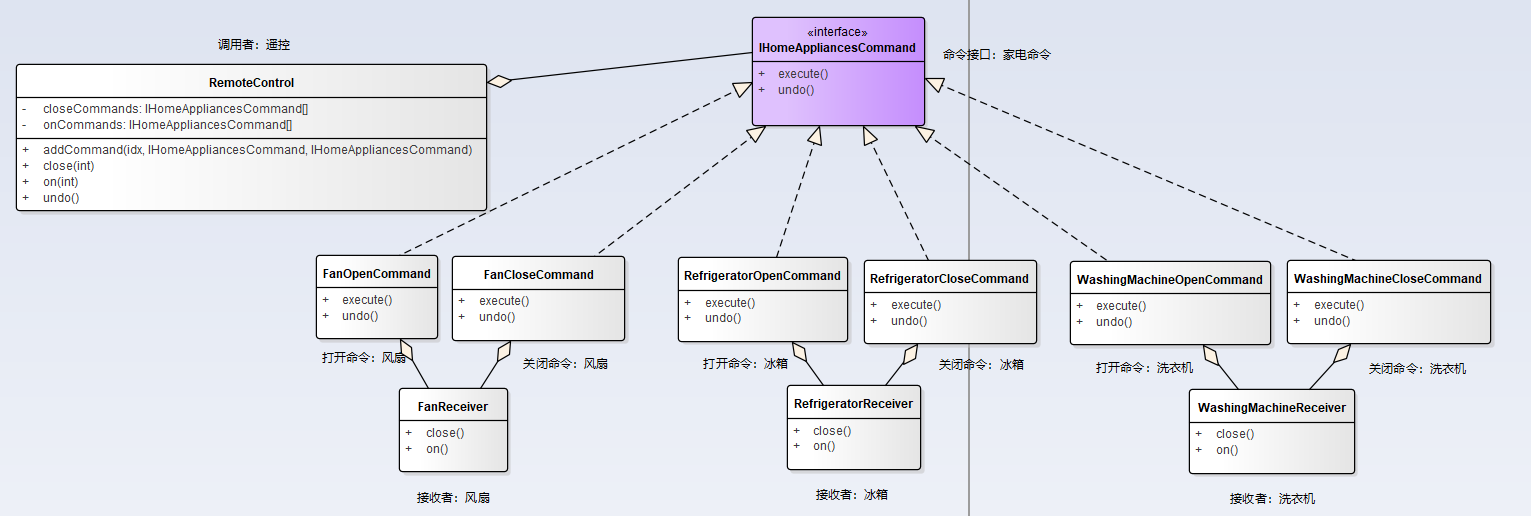 调用者：遥控
RemoteControl
- closeCommands: IHomeAppliancesCommand[]
- onCommands: IHomeAppliancesCommand[]
+ addCommand(idx, IHomeAppliancesCommand, IHomeAppliancesCommand)
+ close(int)
+ on(int)
+ undo()
«interface»
IHomeAppliancesCommand
+ execute()
+ undo()
命令接口：家电命令
FanOpenCommand
+ execute()
+ undo()
打开命令：风扇
FanCloseCommand
+ execute()
+ undo()
关闭命令：风扇
RefrigeratorOpenCommand
+ execute()
+ undo()
打开命令：冰箱
RefrigeratorCloseCommand
+ execute()
+ undo()
关闭命令：冰箱
WashingMachineOpenCommand
+ execute()
+ undo()
打开命令：洗衣机
WashingMachineCloseCommand
+ execute()
+ undo()
关闭命令：洗衣机
FanReceiver
+ close()
+ on()
接收者：风扇
RefrigeratorReceiver
+ close()
+ on()
接收者：冰箱
WashingMachineReceiver
+ close()
+ on()
接收者：洗衣机